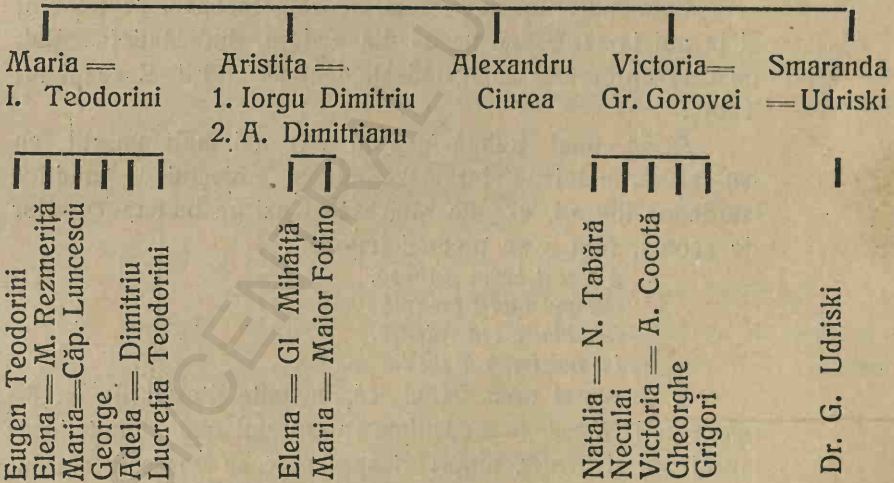 Maria =
I. Teodorini
Aristița =
1. Iorgu Dimitriu
2. A. Dimitrianu
Alexandru
Ciurea
Victoria=
Gr. Gorovei
Smaranda
= Udriski
Eugen Teodorini
Elena = M. Rezmeriță
Maria=Căp. Luncescu
George
Adela = Dimitriu
Lucreția Teodorini
Elena = Gl Mihăiță
Maria = Maior Fotino
Natalia = N. Tabără
Neculai
Victoria = A. Cocotă
Gheorghe
Grigori
Dr. G. Udriski
CENTRAL